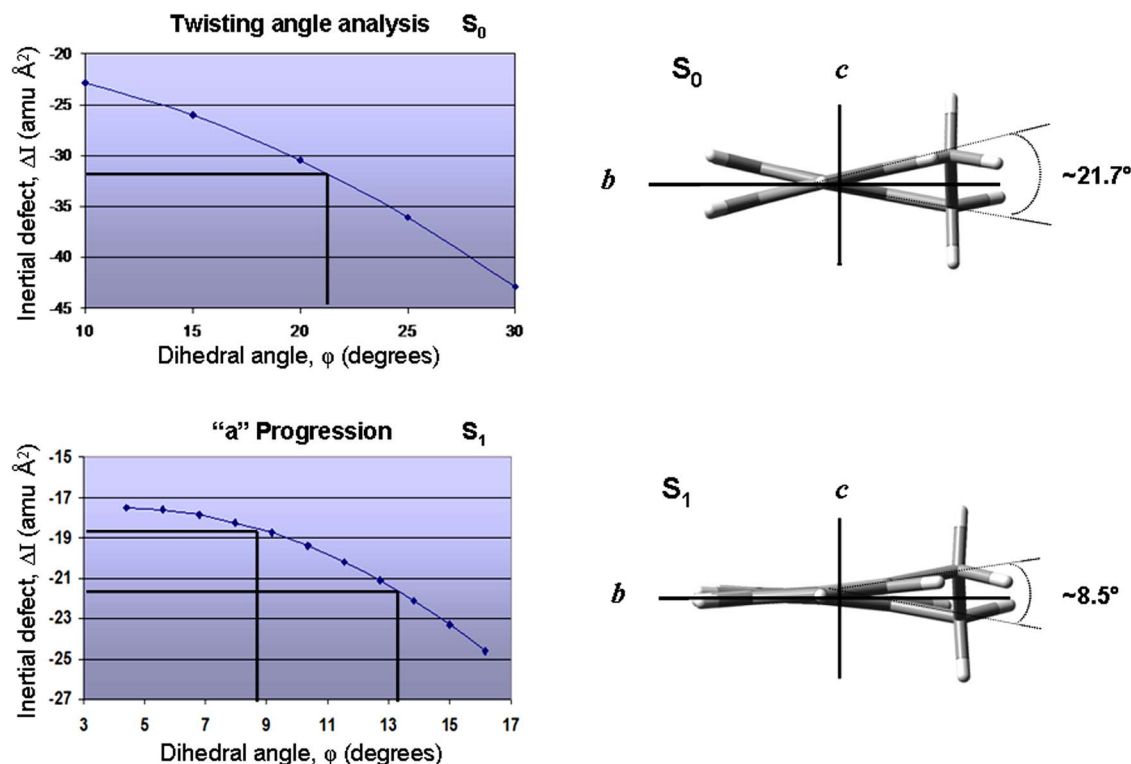 Twisting angle analysis S₀
Inertial defect, ΔI (amu Å²)
-20
-25
-30
-35
-40
-45
10 15 20 25 30
Dihedral angle, φ (degrees)
S₀
c
b
~21.7°
“a” Progression S₁
Inertial defect, ΔI (amu Å²)
-15
-17
-19
-21
-23
-25
-27
3 5 7 9 11 13 15 17
Dihedral angle, φ (degrees)
S₁
c
b
~8.5°